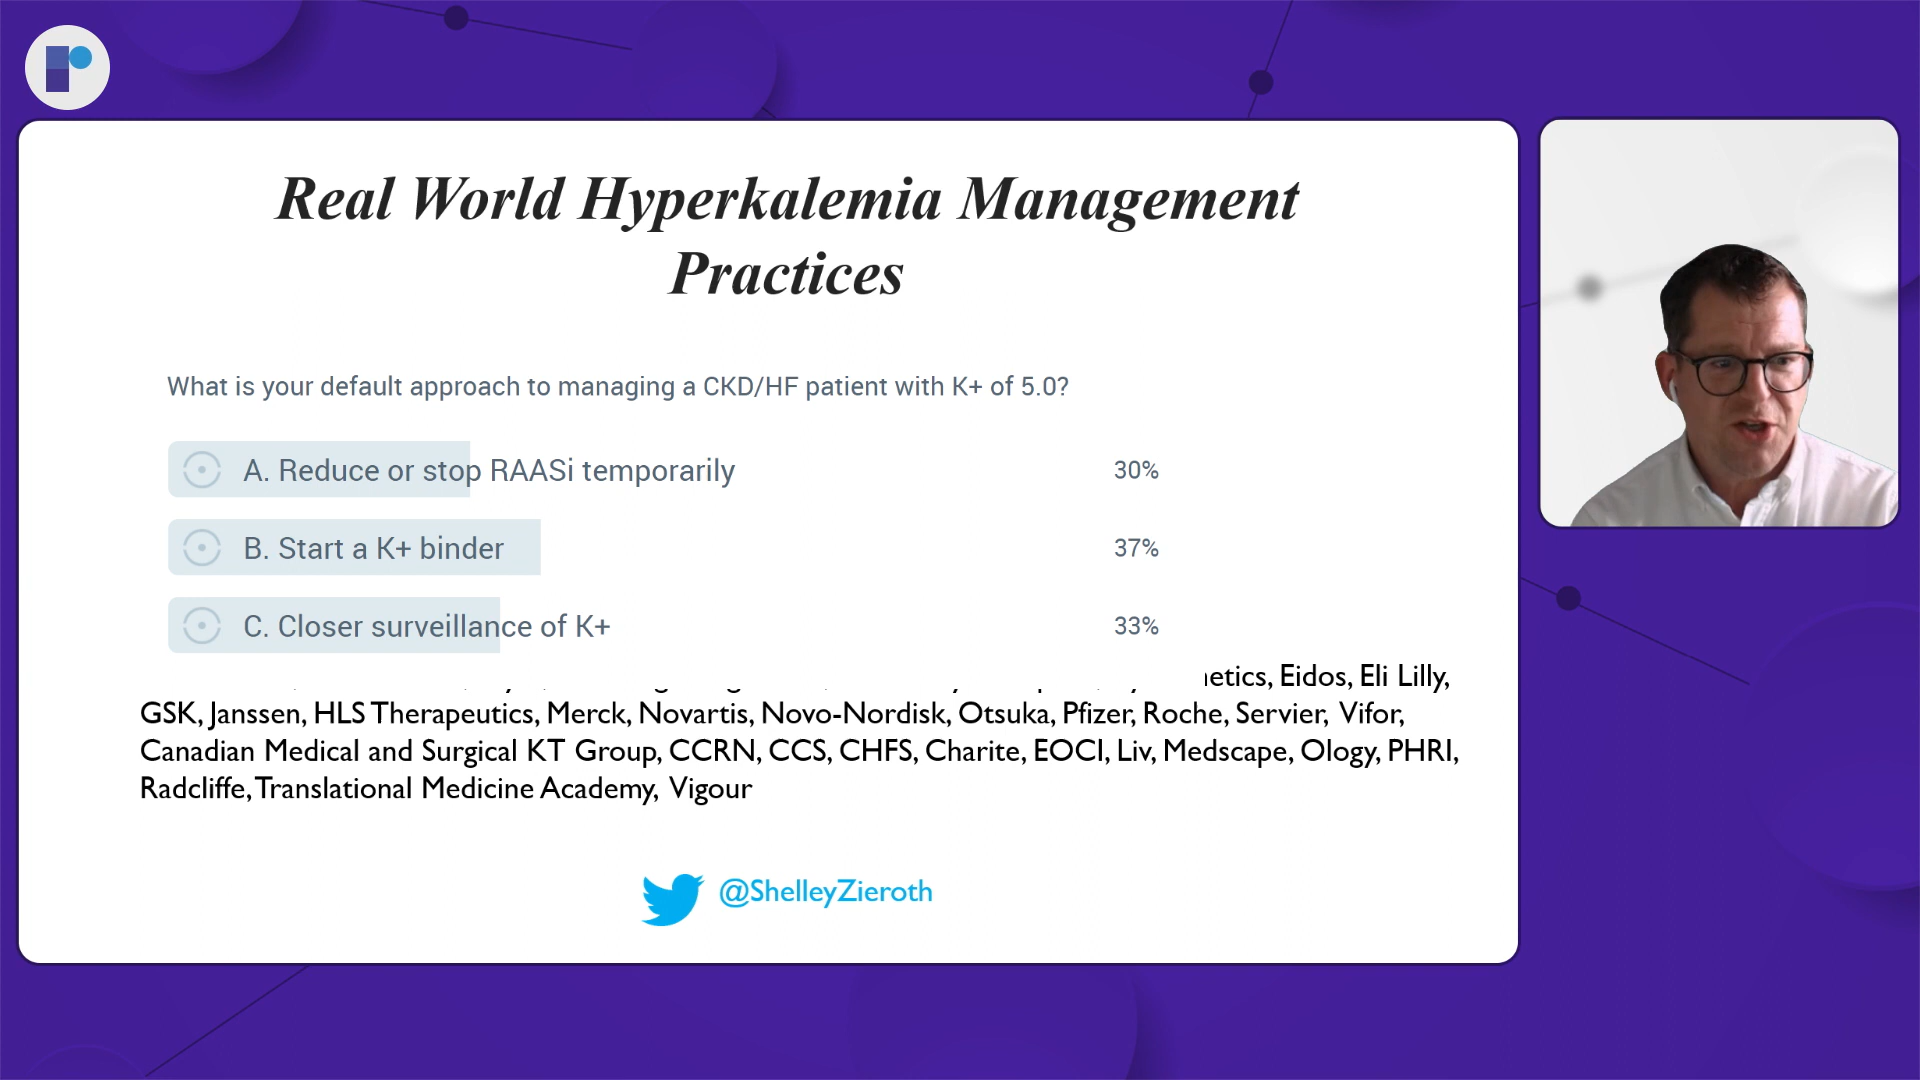 Real World Hyperkalemia Management
Practices
What is your default approach to managing a CKD/HF patient with K+ of 5.0?
A. Reduce or stop RAASi temporarily 30%
B. Start a K+ binder 37%
C. Closer surveillance of K+ 33%
Eidos, Eli Lilly,
GSK, Janssen, HLS Therapeutics, Merck, Novartis, Novo-Nordisk, Otsuka, Pfizer, Roche, Servier, Vifor,
Canadian Medical and Surgical KT Group, CCRN, CCS, CHFS, Charite, EOCI, Liv, Medscape, Ology, PHRI,
Radcliffe, Translational Medicine Academy, Vigour
@ShelleyZieroth